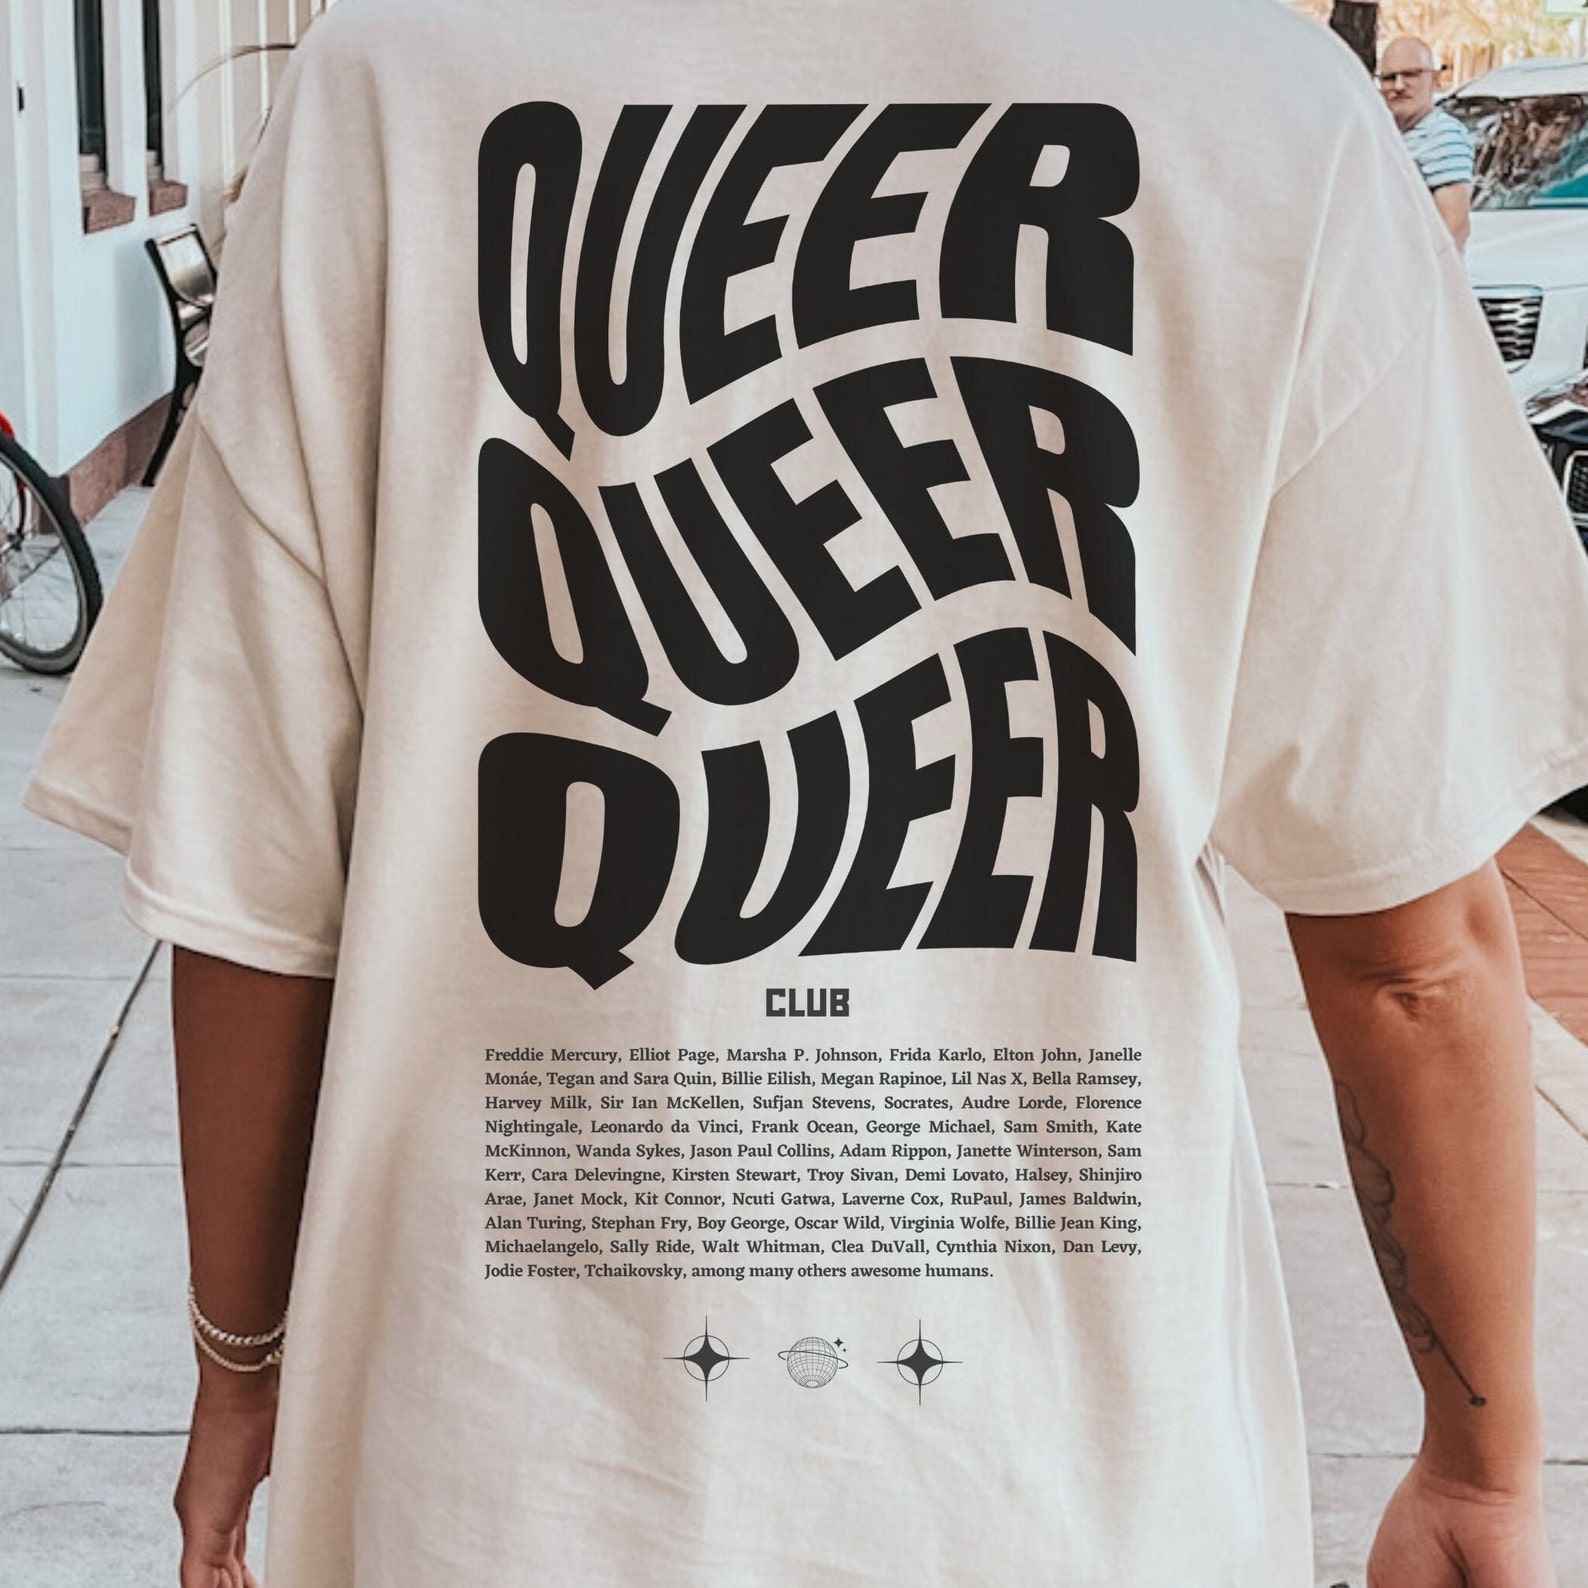 QUEER
QUEER
QUEER
CLUB
Freddie Mercury, Elliot Page, Marsha P. Johnson, Frida Karlo, Elton John, Janelle
Monáe, Tegan and Sara Quin, Billie Eilish, Megan Rapinoe, Lil Nas X, Bella Ramsey,
Harvey Milk, Sir Ian McKellen, Sufjan Stevens, Socrates, Audre Lorde, Florence
Nightingale, Leonardo da Vinci, Frank Ocean, George Michael, Sam Smith, Kate
McKinnon, Wanda Sykes, Jason Paul Collins, Adam Rippon, Janette Winterson, Sam
Kerr, Cara Delevingne, Kirsten Stewart, Troy Sivan, Demi Lovato, Halsey, Shinjiro
Arae, Janet Mock, Kit Connor, Ncuti Gatwa, Laverne Cox, RuPaul, James Baldwin,
Alan Turing, Stephan Fry, Boy George, Oscar Wild, Virginia Wolfe, Billie Jean King,
Michaelangelo, Sally Ride, Walt Whitman, Clea DuVall, Cynthia Nixon, Dan Levy,
Jodie Foster, Tchaikovsky, among many others awesome humans.